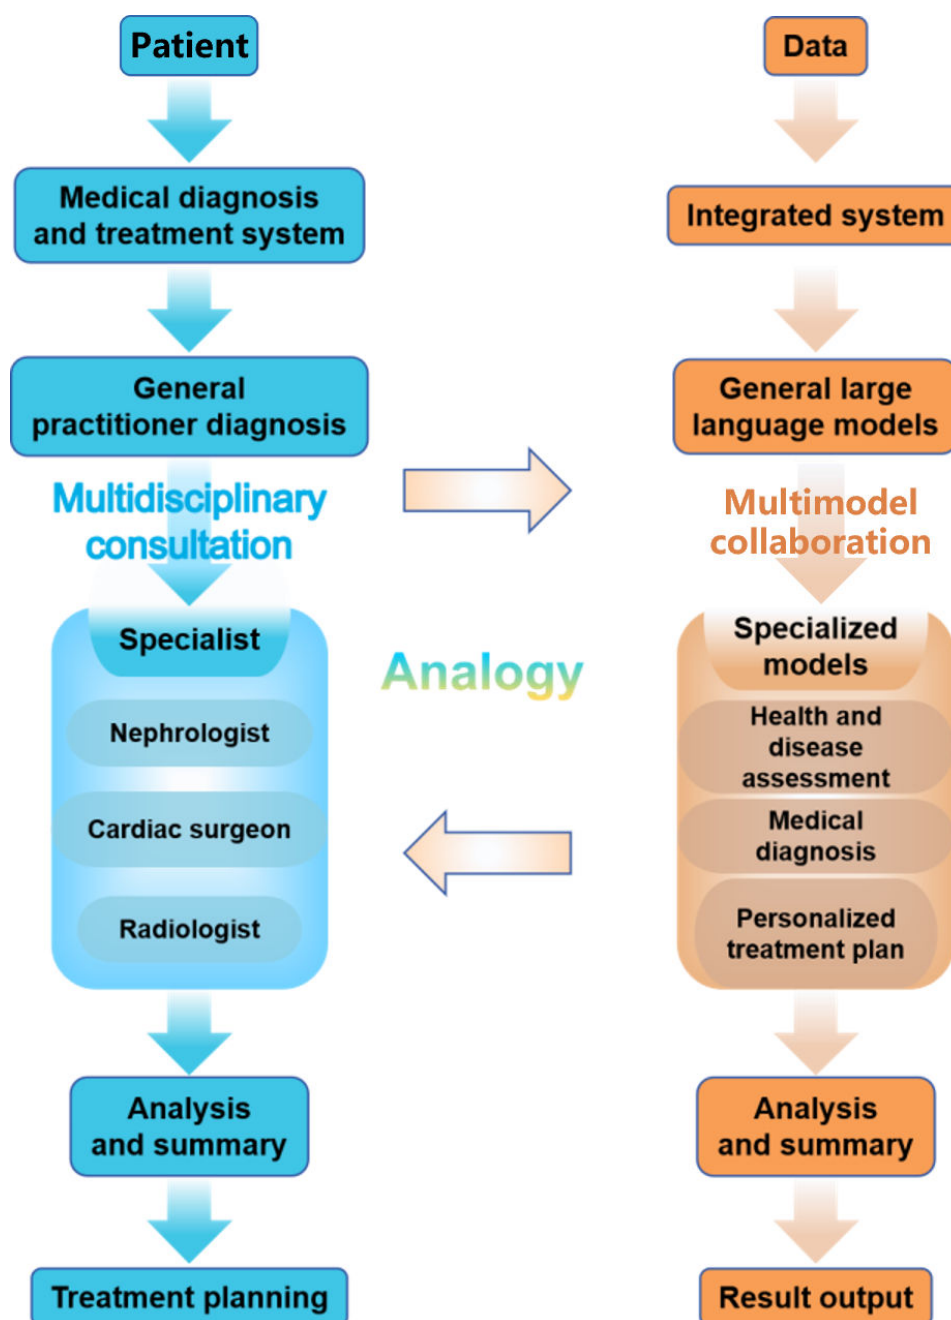 Patient
Medical diagnosis
and treatment system
General
practitioner diagnosis
Multidisciplinary
consultation
Specialist
Nephrologist
Cardiac surgeon
Radiologist
Analysis
and summary
Treatment planning
Analogy
Data
Integrated system
General large
language models
Multimodel
collaboration
Specialized
models
Health and
disease
assessment
Medical
diagnosis
Personalized
treatment plan
Analysis
and summary
Result output